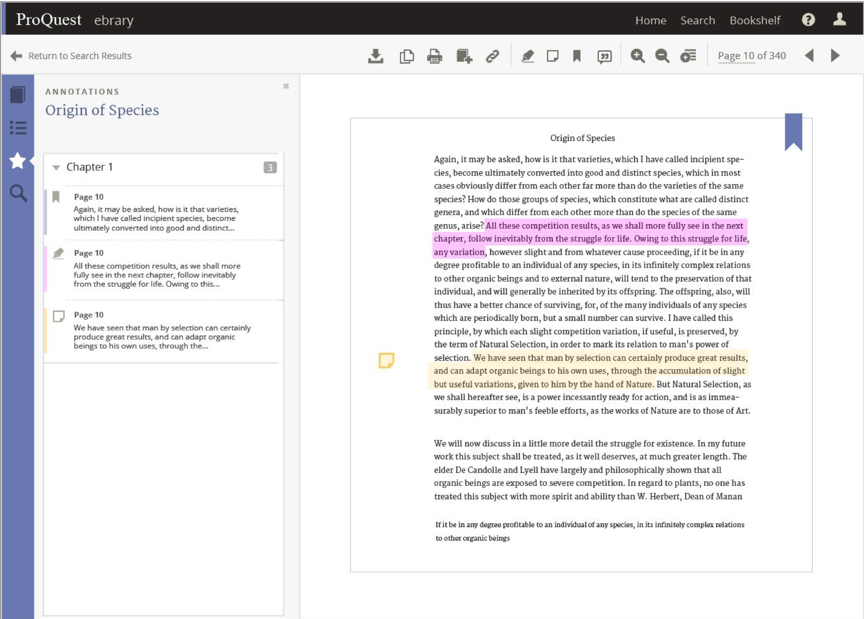 ProQuest ebrary
Home Search Bookshelf ?
Return to Search Results
Page 10 of 340
ANNOTATIONS
Origin of Species
Chapter 1 3
Page 10
Again, it may be asked, how is it that varieties,
which I have called incipient species, become
ultimately converted into good and distinct...
Page 10
All these competition results, as we shall more
fully see in the next chapter, follow inevitably
from the struggle for life. Owing to this...
Page 10
We have seen that man by selection can certainly
produce great results, and can adapt organic
beings to his own uses, through the...
Origin of Species
Again, it may be asked, how is it that varieties, which I have called incipient spe-
cies, become ultimately converted into good and distinct species, which in most
cases obviously differ from each other far more than do the varieties of the same
species? How do those groups of species, which constitute what are called distinct
genera, and which differ from each other more than do the species of the same
genus, arise? All these competition results, as we shall more fully see in the next
chapter, follow inevitably from the struggle for life. Owing to this struggle for life,
any variation, however slight and from whatever cause proceeding, if it be in any
degree profitable to an individual of any species, in its infinitely complex relations
to other organic beings and to external nature, will tend to the preservation of that
individual, and will generally be inherited by its offspring. The offspring, also, will
thus have a better chance of surviving, for, of the many individuals of any species
which are periodically born, but a small number can survive. I have called this
principle, by which each slight competition variation, if useful, is preserved, by
the term of Natural Selection, in order to mark its relation to man's power of
selection. We have seen that man by selection can certainly produce great results,
and can adapt organic beings to his own uses, through the accumulation of slight
but useful variations, given to him by the hand of Nature. But Natural Selection, as
we shall hereafter see, is a power incessantly ready for action, and is as immea-
surably superior to man's feeble efforts, as the works of Nature are to those of Art.
We will now discuss in a little more detail the struggle for existence. In my future
work this subject shall be treated, as it well deserves, at much greater length. The
elder De Candolle and Lyell have largely and philosophically shown that all
organic beings are exposed to severe competition. In regard to plants, no one has
treated this subject with more spirit and ability than W. Herbert, Dean of Manan
If it be in any degree profitable to an individual of any species, in its infinitely complex relations
to other organic beings